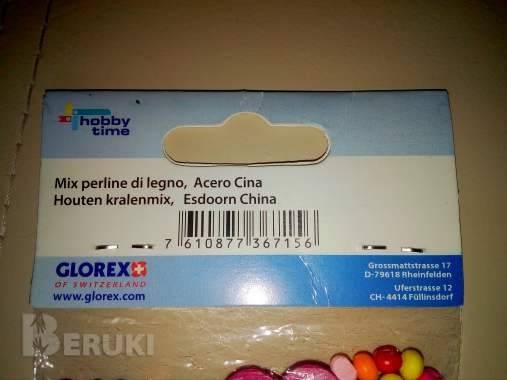 hobby
time
Mix perline di legno, Acero Cina
Houten kralenmix, Esdoorn China
7 610877 367156
GLOREX
OF SWITZERLAND
www.glorex.com
Grossmattstrasse 17
D-79618 Rheinfelden
Uferstrasse 12
CH- 4414 Füllinsdorf
BERUKI